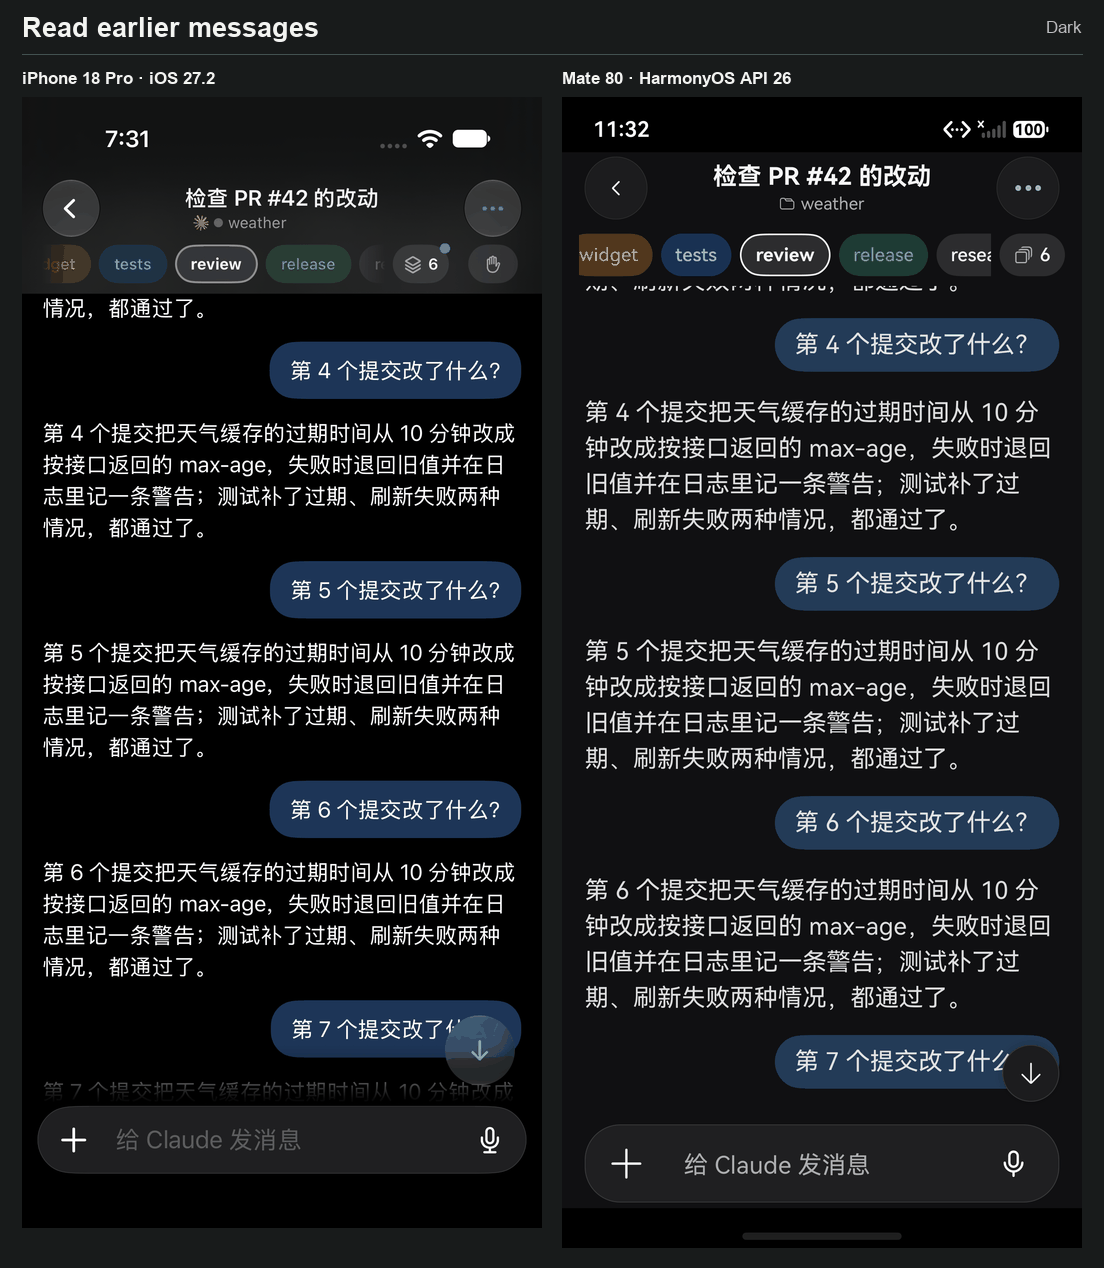 Read earlier messages
Dark
iPhone 18 Pro · iOS 27.2
7:31
检查 PR #42 的改动
weather
tests
review
release
6
情况，都通过了。
第 4 个提交改了什么?
第 4 个提交把天气缓存的过期时间从 10 分钟改成
按接口返回的 max-age，失败时退回旧值并在日
志里记一条警告；测试补了过期、刷新失败两种
情况，都通过了。
第 5 个提交改了什么?
第 5 个提交把天气缓存的过期时间从 10 分钟改成
按接口返回的 max-age，失败时退回旧值并在日
志里记一条警告；测试补了过期、刷新失败两种
情况，都通过了。
第 6 个提交改了什么?
第 6 个提交把天气缓存的过期时间从 10 分钟改成
按接口返回的 max-age，失败时退回旧值并在日
志里记一条警告；测试补了过期、刷新失败两种
情况，都通过了。
第 7 个提交改了
第 7 个提交把天气缓存的过期时间从 10 分钟改成
给 Claude 发消息
Mate 80 · HarmonyOS API 26
11:32
100
检查 PR #42 的改动
weather
widget
tests
review
release
6
第 4 个提交改了什么?
第 4 个提交把天气缓存的过期时间从 10 分
钟改成按接口返回的 max-age，失败时退回
旧值并在日志里记一条警告；测试补了过
期、刷新失败两种情况，都通过了。
第 5 个提交改了什么?
第 5 个提交把天气缓存的过期时间从 10 分
钟改成按接口返回的 max-age，失败时退回
旧值并在日志里记一条警告；测试补了过
期、刷新失败两种情况，都通过了。
第 6 个提交改了什么?
第 6 个提交把天气缓存的过期时间从 10 分
钟改成按接口返回的 max-age，失败时退回
旧值并在日志里记一条警告；测试补了过
期、刷新失败两种情况，都通过了。
第 7 个提交改了什么
给 Claude 发消息